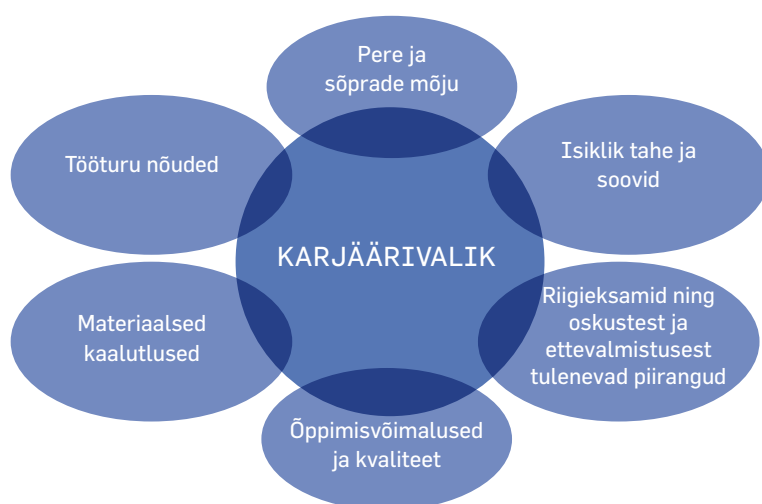 Pere ja
sõprade mõju
Tööturu nõuded
Isiklik tahe ja
soovid
KARJÄÄRIVALIK
Materiaalsed
kaalutlused
Riigieksamid ning
oskustest ja
ettevalmistusest
tulenevad piirangud
Õppimisvõimalused
ja kvaliteet